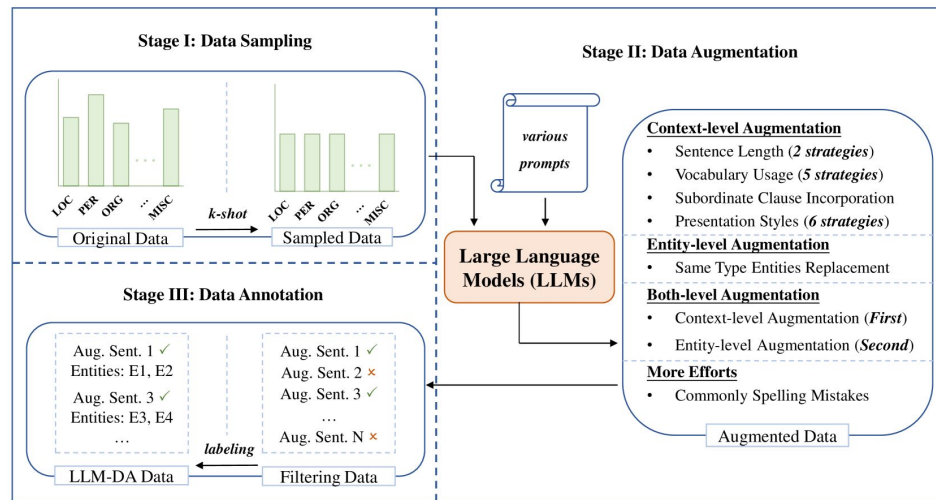 Stage I: Data Sampling
LOC
PER
ORG
...
MISC
Original Data
k-shot
LOC
PER
ORG
...
MISC
Sampled Data
Stage II: Data Augmentation
various
prompts
Large Language
Models (LLMs)
Context-level Augmentation
• Sentence Length (2 strategies)
• Vocabulary Usage (5 strategies)
• Subordinate Clause Incorporation
• Presentation Styles (6 strategies)
Entity-level Augmentation
• Same Type Entities Replacement
Both-level Augmentation
• Context-level Augmentation (First)
• Entity-level Augmentation (Second)
More Efforts
• Commonly Spelling Mistakes
Augmented Data
Stage III: Data Annotation
Aug. Sent. 1 ✓
Entities: E1, E2
Aug. Sent. 3 ✓
Entities: E3, E4
...
LLM-DA Data
labeling
Aug. Sent. 1 ✓
Aug. Sent. 2 ×
Aug. Sent. 3 ✓
...
Aug. Sent. N ×
Filtering Data